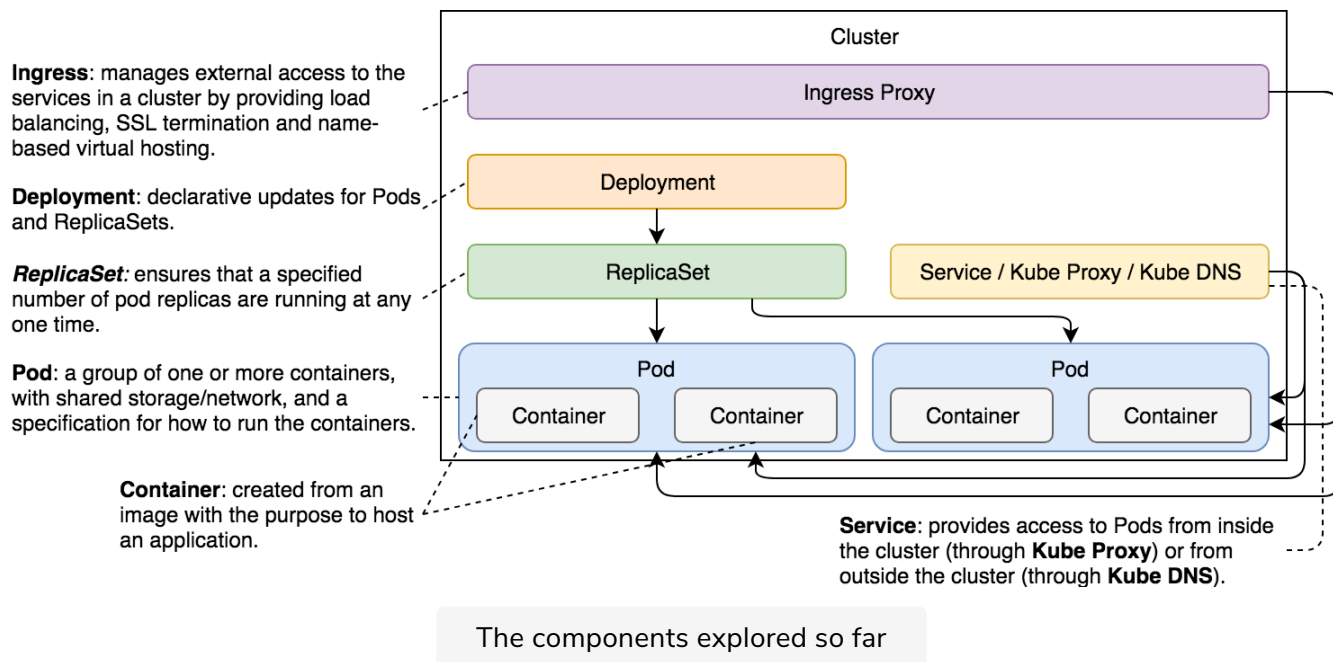 Cluster
Ingress: manages external access to the
services in a cluster by providing load
balancing, SSL termination and name-
based virtual hosting.
Ingress Proxy
Deployment: declarative updates for Pods
and ReplicaSets.
Deployment
ReplicaSet: ensures that a specified
number of pod replicas are running at any
one time.
ReplicaSet
Service / Kube Proxy / Kube DNS
Pod: a group of one or more containers,
with shared storage/network, and a
specification for how to run the containers.
Pod
Container
Container
Pod
Container
Container
Container: created from an
image with the purpose to host
an application.
Service: provides access to Pods from inside
the cluster (through Kube Proxy) or from
outside the cluster (through Kube DNS).
The components explored so far